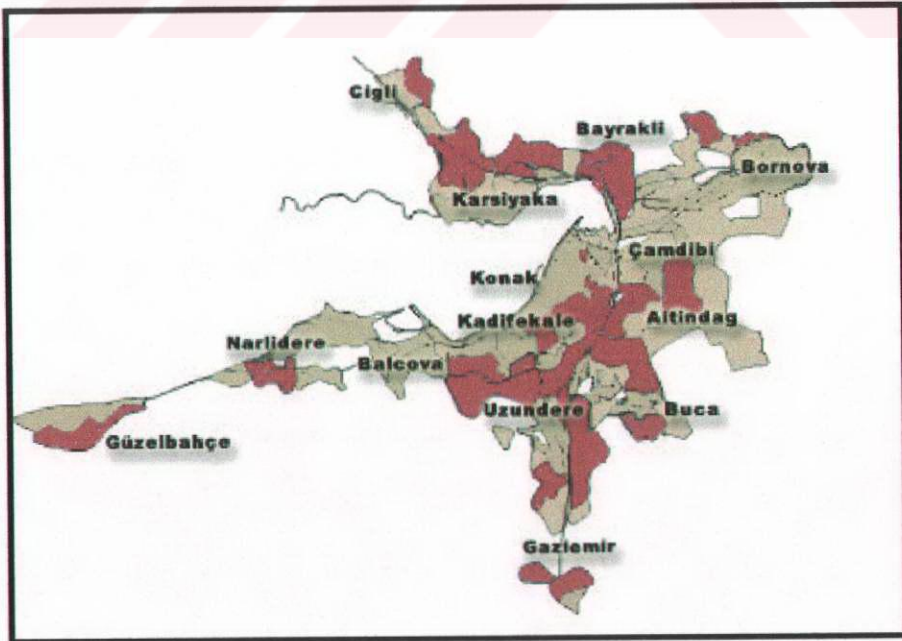 Cigli
Bayrakli
Bornova
Karsiyaka
Çamdibi
Konak
Kadifekale
Altindag
Narlidere
Balcova
Uzundere
Buca
Güzelbahçe
Gaziemir